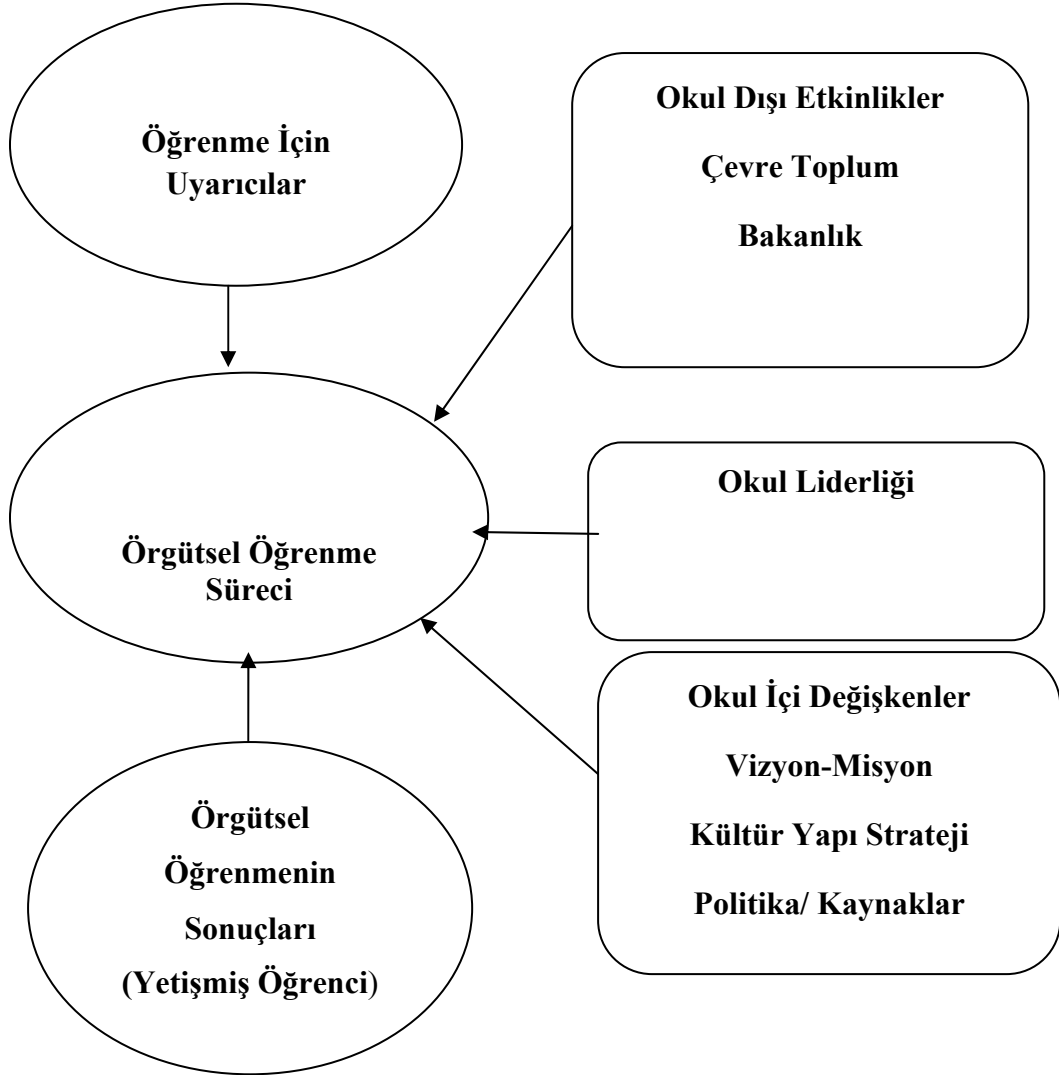 Öğrenme İçin
Uyarıcılar
Okul Dışı Etkinlikler
Çevre Toplum
Bakanlık
Örgütsel Öğrenme
Süreci
Okul Liderliği
Okul İçi Değişkenler
Vizyon-Misyon
Kültür Yapı Strateji
Politika/ Kaynaklar
Örgütsel
Öğrenmenin
Sonuçları
(Yetişmiş Öğrenci)